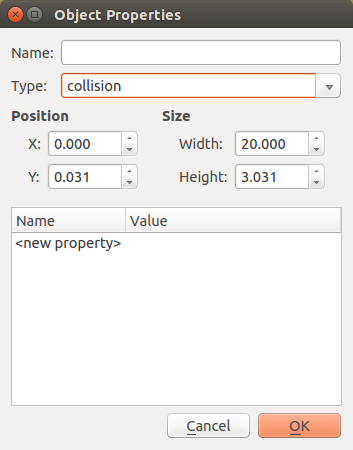 Object Properties
Name:
Type: collision
Position Size
X: 0.000 Width: 20.000
Y: 0.031 Height: 3.031
Name Value
<new property>
Cancel OK